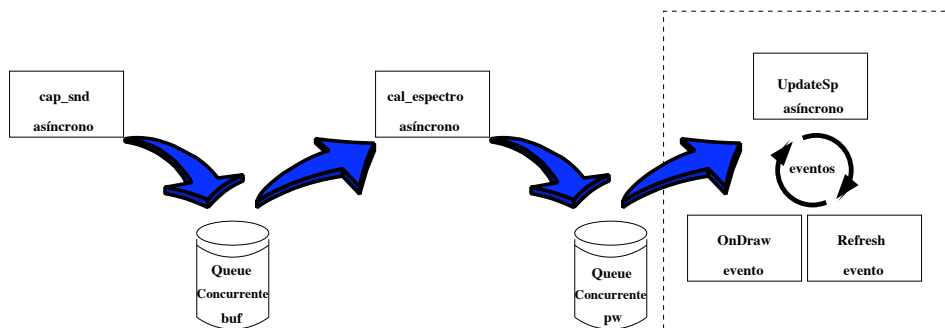 cap_snd
asíncrono
cal_espectro
asíncrono
UpdateSp
asíncrono
eventos
OnDraw
evento
Refresh
evento
Queue
Concurrente
buf
Queue
Concurrente
pw